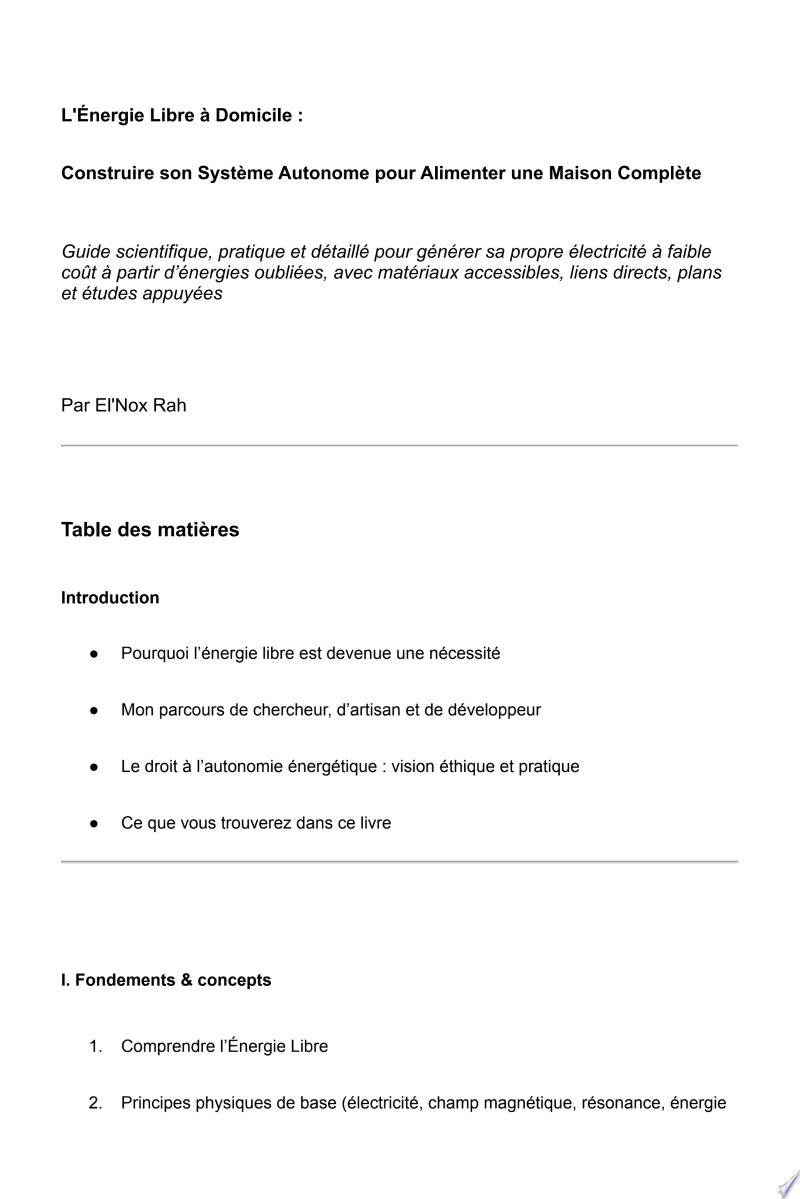 L'Énergie Libre à Domicile :
Construire son Système Autonome pour Alimenter une Maison Complète
Guide scientifique, pratique et détaillé pour générer sa propre électricité à faible
coût à partir d’énergies oubliées, avec matériaux accessibles, liens directs, plans
et études appuyées
Par El'Nox Rah
Table des matières
Introduction
● Pourquoi l’énergie libre est devenue une nécessité
● Mon parcours de chercheur, d’artisan et de développeur
● Le droit à l’autonomie énergétique : vision éthique et pratique
● Ce que vous trouverez dans ce livre
I. Fondements & concepts
1. Comprendre l’Énergie Libre
2. Principes physiques de base (électricité, champ magnétique, résonance, énergie